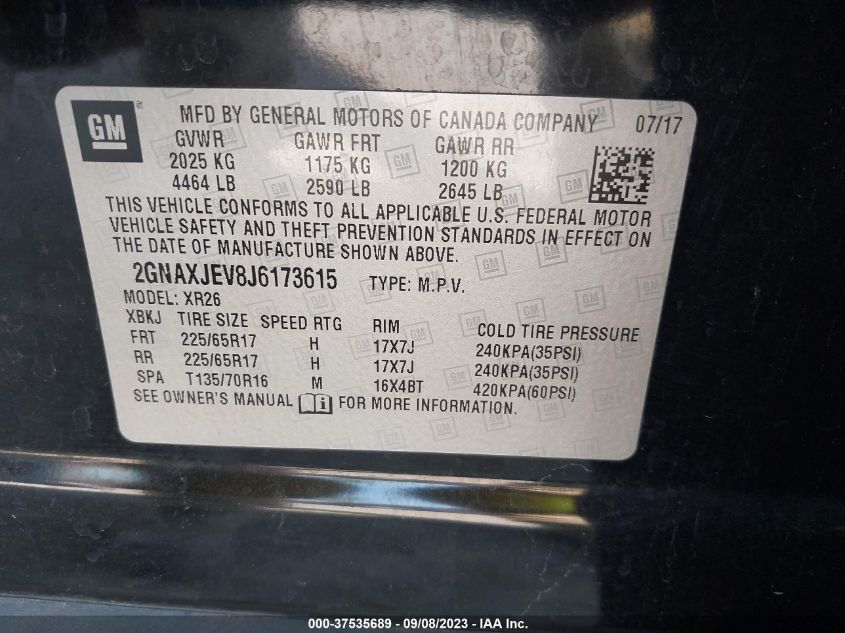 GM ®
MFD BY GENERAL MOTORS OF CANADA COMPANY 07/17
GVWR GAWR FRT GAWR RR
2025 KG 1175 KG 1200 KG
4464 LB 2590 LB 2645 LB
THIS VEHICLE CONFORMS TO ALL APPLICABLE U.S. FEDERAL MOTOR
VEHICLE SAFETY AND THEFT PREVENTION STANDARDS IN EFFECT ON
THE DATE OF MANUFACTURE SHOWN ABOVE.
2GNAXJEV8J6173615 TYPE: M.P.V.
MODEL: XR26
XBKJ TIRE SIZE SPEED RTG RIM COLD TIRE PRESSURE
FRT 225/65R17 H 17X7J 240KPA(35PSI)
RR 225/65R17 H 17X7J 240KPA(35PSI)
SPA T135/70R16 M 16X4BT 420KPA(60PSI)
SEE OWNER'S MANUAL i FOR MORE INFORMATION.
000-37535689 - 09/08/2023 - IAA Inc.